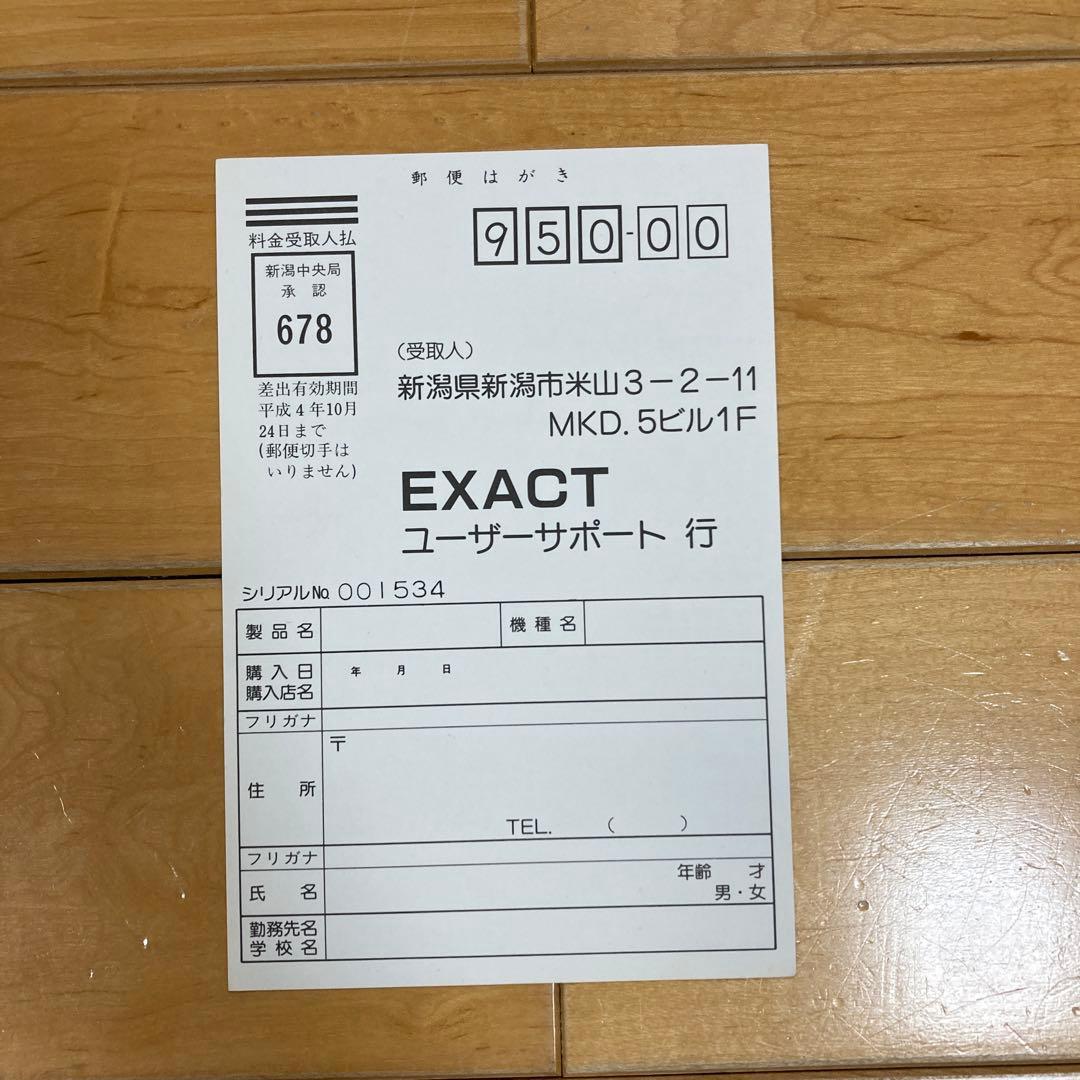 郵便はがき
料金受取人払
新潟中央局
承認
678
差出有効期間
平成4年10月
24日まで
(郵便切手は
いりません)
950-00
(受取人)
新潟県新潟市米山3-2-11
MKD.5ビル1F
EXACT
ユーザーサポート 行
シリアル№ 001534
製品名 機種名
購入日 年 月 日
購入店名
フリガナ
〒
住所
TEL. ( )
フリガナ
年齢 才
氏名 男・女
勤務先名
学校名